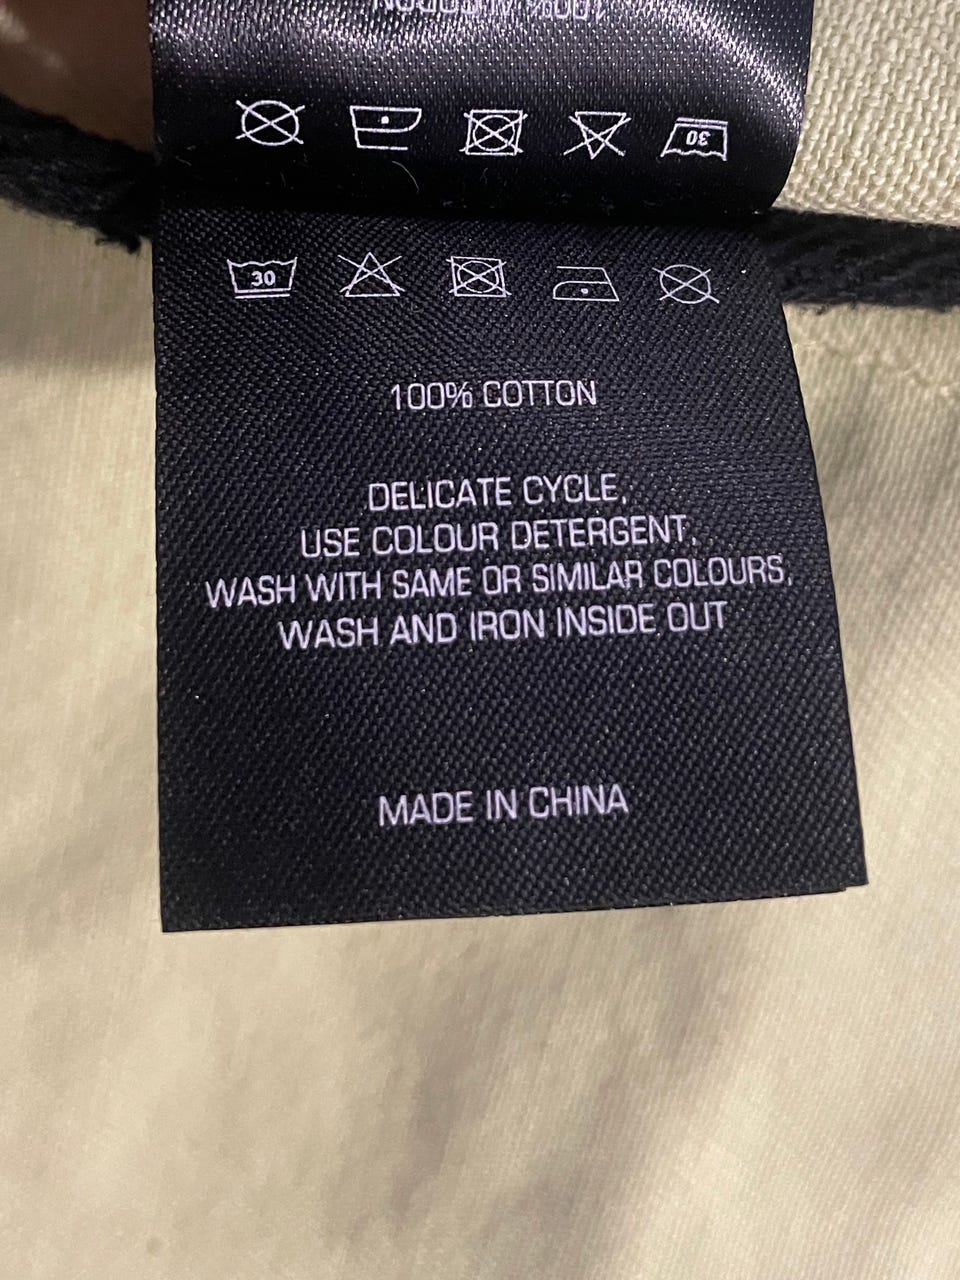 30
30
100% COTTON
DELICATE CYCLE,
USE COLOUR DETERGENT,
WASH WITH SAME OR SIMILAR COLOURS,
WASH AND IRON INSIDE OUT
MADE IN CHINA